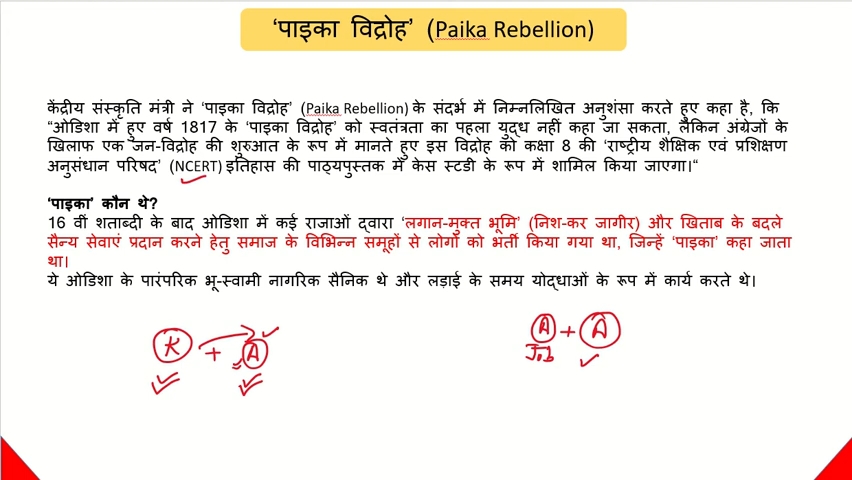 ‘पाइका विद्रोह’ (Paika Rebellion)
केंद्रीय संस्कृति मंत्री ने ‘पाइका विद्रोह’ (Paika Rebellion) के संदर्भ में निम्नलिखित अनुशंसा करते हुए कहा है, कि
“ओडिशा में हुए वर्ष 1817 के ‘पाइका विद्रोह’ को स्वतंत्रता का पहला युद्ध नहीं कहा जा सकता, लेकिन अंग्रेजों के
खिलाफ एक जन-विद्रोह की शुरुआत के रूप में मानते हुए इस विद्रोह को कक्षा 8 की ‘राष्ट्रीय शैक्षिक एवं प्रशिक्षण
अनुसंधान परिषद’ (NCERT) इतिहास की पाठ्यपुस्तक में केस स्टडी के रूप में शामिल किया जाएगा।“
‘पाइका’ कौन थे?
16 वीं शताब्दी के बाद ओडिशा में कई राजाओं द्वारा ‘लगान-मुक्त भूमि’ (निश-कर जागीर) और खिताब के बदले
सैन्य सेवाएं प्रदान करने हेतु समाज के विभिन्न समूहों से लोगों को भर्ती किया गया था, जिन्हें ‘पाइका’ कहा जाता
था।
ये ओडिशा के पारंपरिक भू-स्वामी नागरिक सैनिक थे और लड़ाई के समय योद्धाओं के रूप में कार्य करते थे।
K + A
A + A
Job